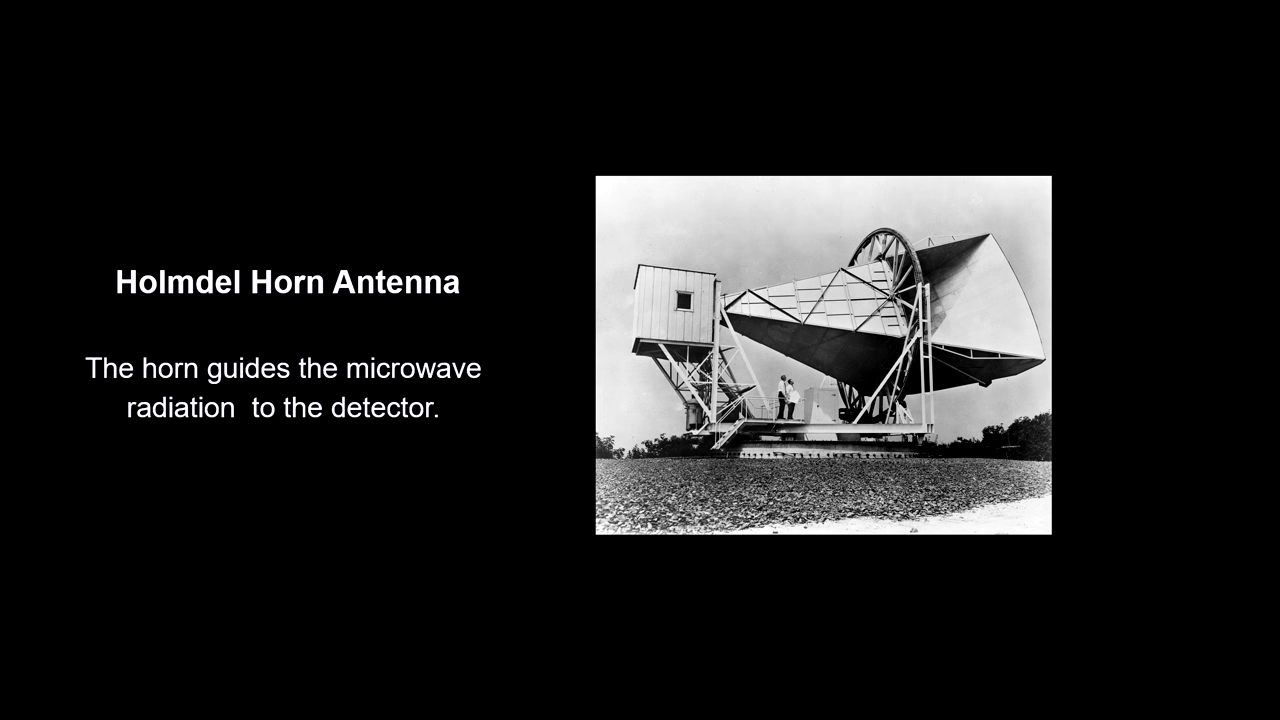 Holmdel Horn Antenna
The horn guides the microwave
radiation  to the detector.